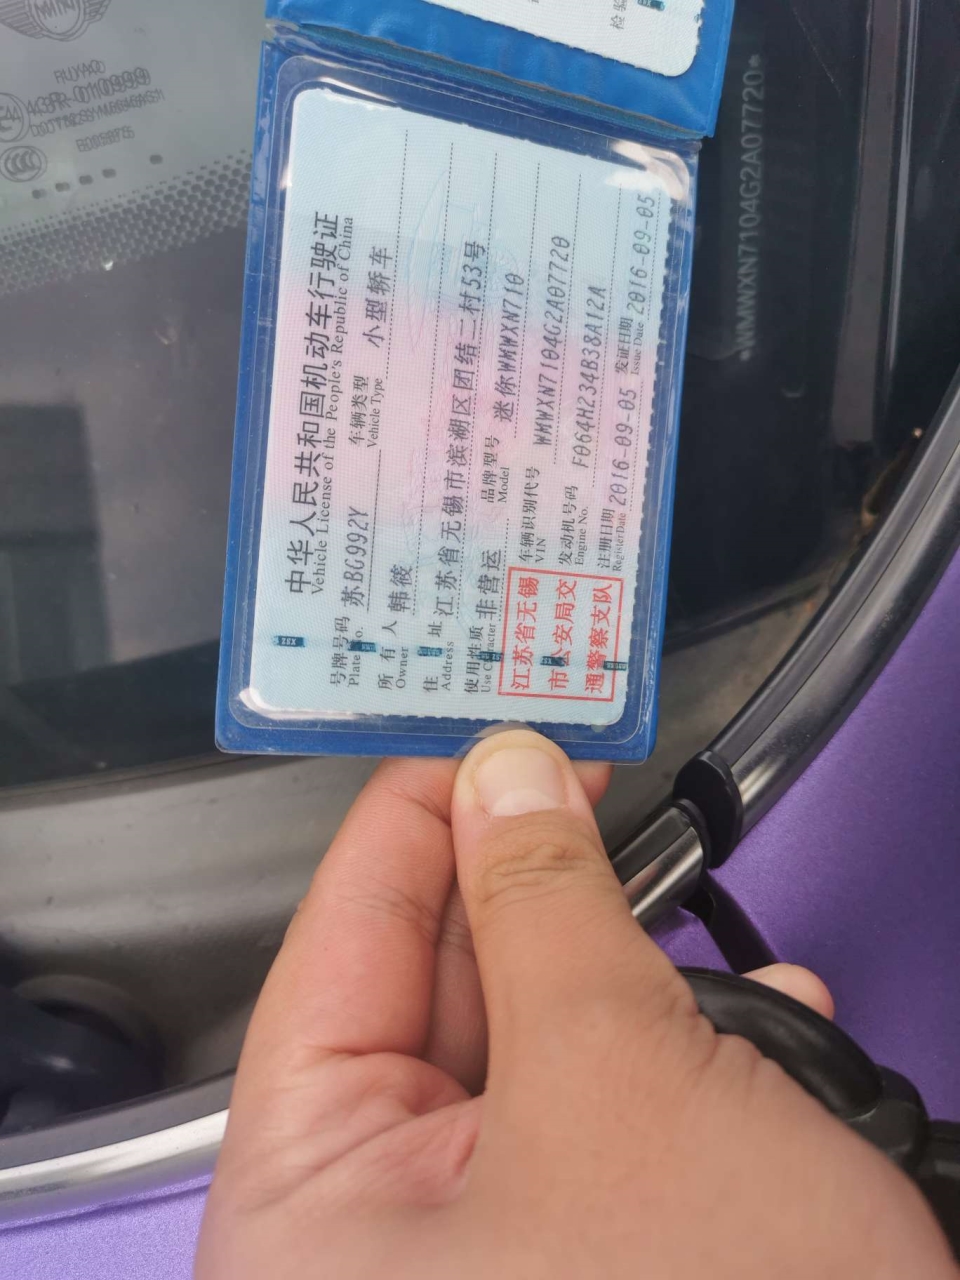 中华人民共和国机动车行驶证
Vehicle License of the People's Republic of China
号牌号码 苏BG992Y 车辆类型 小型轿车
Plate No. Vehicle Type
所有人 韩筱
Owner
住址 江苏省无锡市滨湖区团结二村53号
Address
使用性质 非营运 品牌型号 迷你WMWXN710
Use Character Model
江苏省无锡
市公安局交
通警察支队
车辆识别代号 WMWXN7104G2A07720
VIN
发动机号码 F064H234B38A12A
Engine No.
注册日期 2016-09-05 发证日期 2016-09-05
Register Date Issue Date
*WMWXN7104G2A07720*
MINI
FUYAO